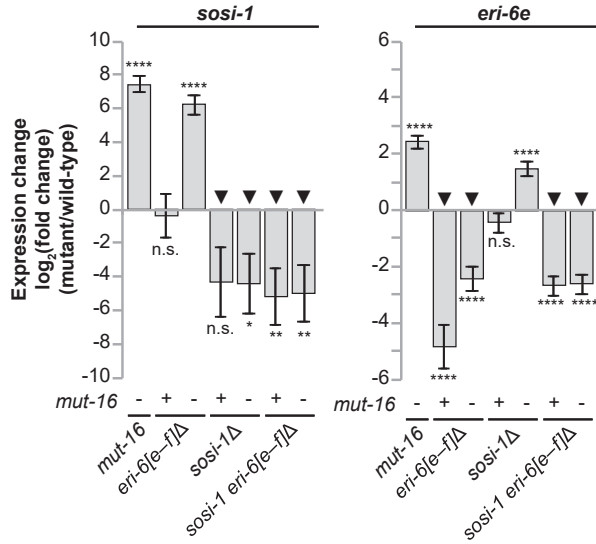 sosi-1
eri-6e
Expression change
log₂(fold change)
(mutant/wild-type)
10
8
6
4
2
0
-2
-4
-6
-8
-10
****
n.s.
****
n.s.
*
**
**
6
4
2
0
-2
-4
-6
****
****
****
n.s.
****
****
****
mut-16 - + - + - + -
mut-16
eri-6[e–f]Δ
sosi-1Δ
sosi-1 eri-6[e–f]Δ
mut-16 - + - + - + -
mut-16
eri-6[e–f]Δ
sosi-1Δ
sosi-1 eri-6[e–f]Δ